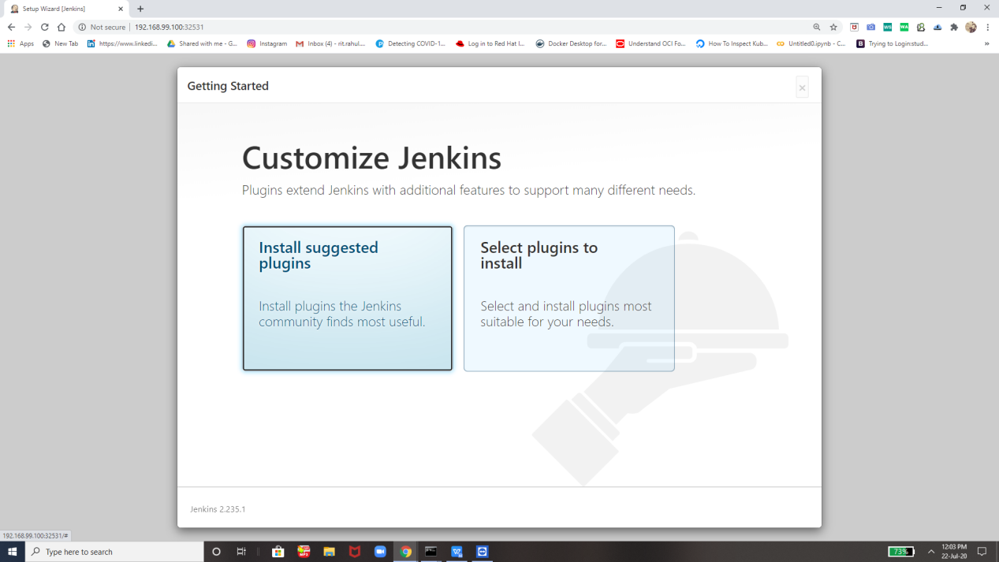 Setup Wizard [Jenkins]
Not secure | 192.168.99.100:32531
Apps
New Tab
https://www.linkedi...
Shared with me - G...
Instagram
Inbox (4) - rit.rahul...
Detecting COVID-1...
Log in to Red Hat I...
Docker Desktop for...
Understand OCI Fo...
How To Inspect Kub...
Untitled0.ipynb - C...
Trying to Login:stud...
Getting Started
Customize Jenkins
Plugins extend Jenkins with additional features to support many different needs.
Install suggested
plugins
Install plugins the Jenkins
community finds most useful.
Select plugins to
install
Select and install plugins most
suitable for your needs.
Jenkins 2.235.1
192.168.99.100:32531/#
Type here to search
73%
12:03 PM
22-Jul-20